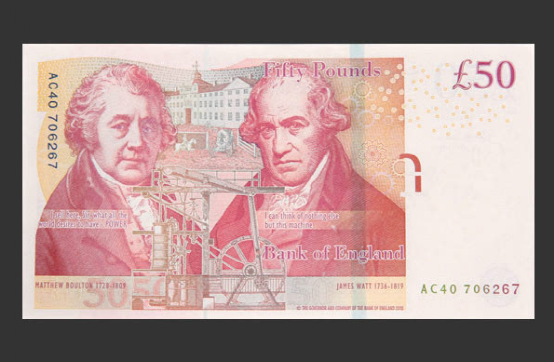 Fifty Pounds
£50
AC40 706267
I sell here, Sir, what all the
world desires to have - POWER
I can think of nothing else
but this machine
Bank of England
MATTHEW BOULTON 1728-1809
50
JAMES WATT 1736-1819
AC40 706267
© THE GOVERNOR AND COMPANY OF THE BANK OF ENGLAND